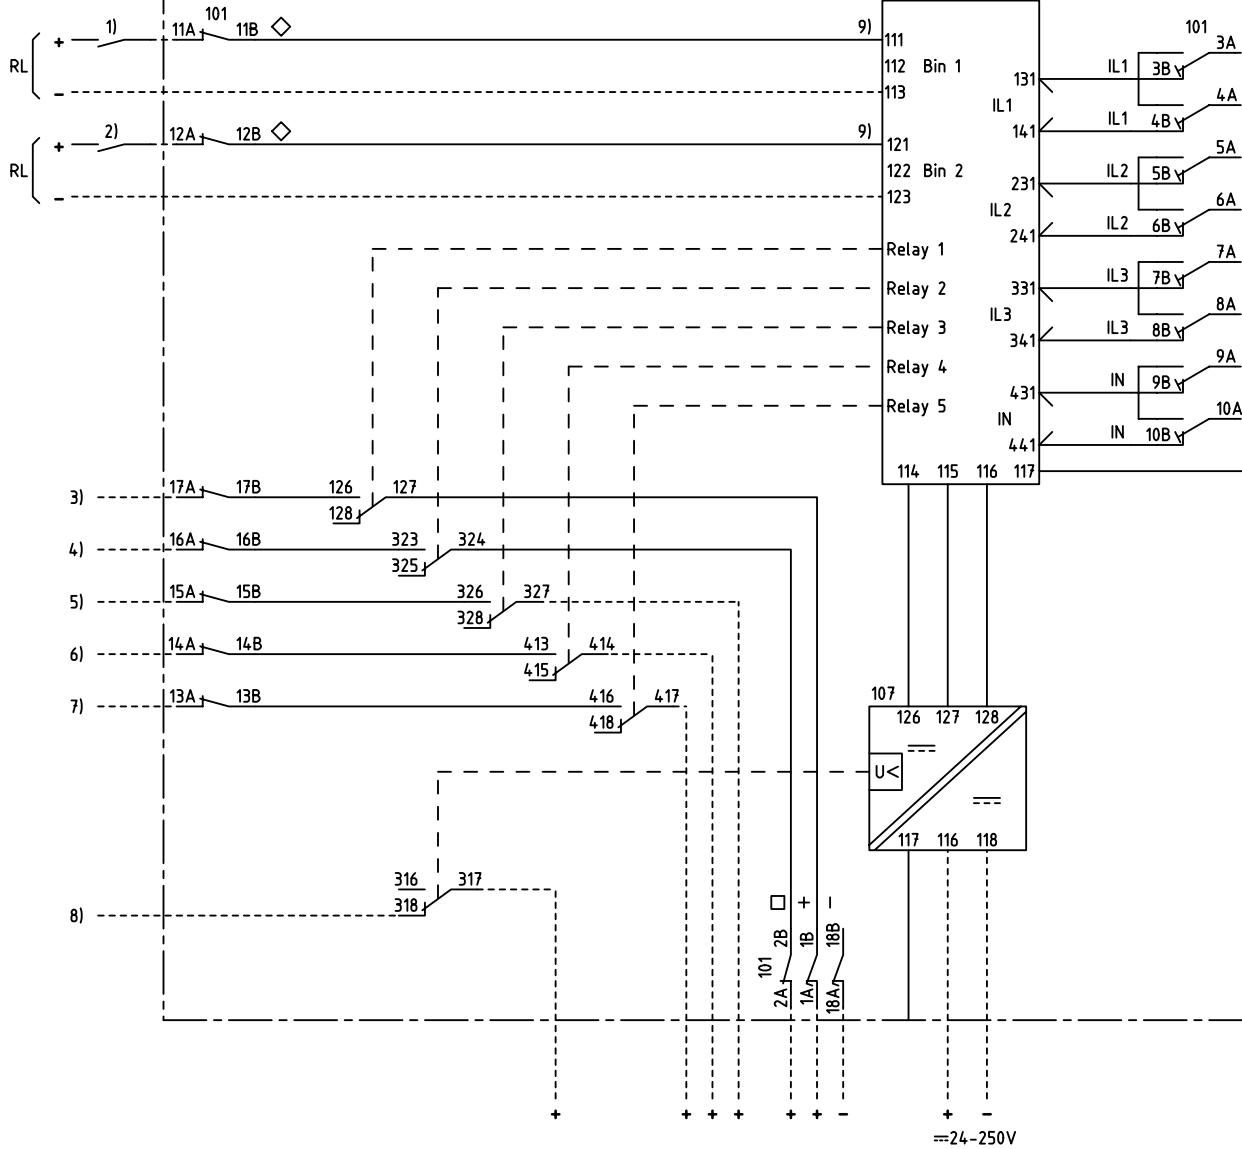 1) 11A 101 11B 9) 111 101 3A
+ 112 Bin 1 IL1 3B
RL 131
- 113 IL1 IL1 4A
141 4B
2) 12A 12B 9) 121 5A
+ 122 Bin 2 IL2 5B
RL 231
- 123 IL2 IL2 6A
241 6B
Relay 1 7A
Relay 2 331 IL3 7B
IL3 8A
Relay 3 341 IL3 8B
Relay 4 9A
431 IN 9B
Relay 5 IN 10A
441 IN 10B
114 115 116 117
3) 17A 17B 126 127
128
4) 16A 16B 323 324
325
5) 15A 15B 326 327
328
6) 14A 14B 413 414
415
7) 13A 13B 416 417
418
107
126 127 128
U<
117 116 118
316 317
8) 318
+ -
101 2B 1B 18B
2A 1A 18A
+ + + + + + - + -
24-250V